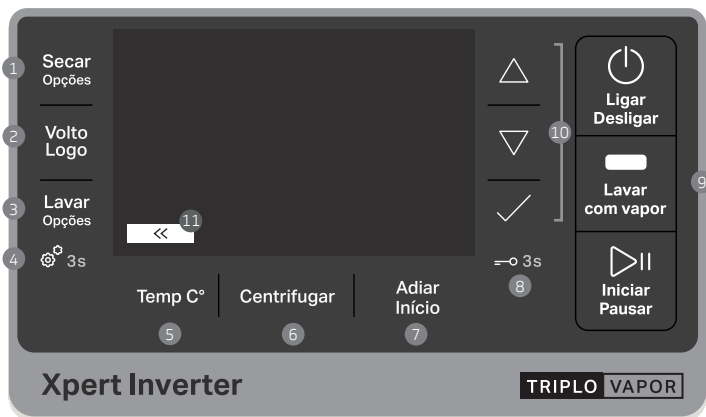 1 Secar
Opções
2 Volto
Logo
3 Lavar
Opções
4 3s
<< 11
Temp C°
5
Centrifugar
6
Adiar
Início
7
3s
8
10
Ligar
Desligar
Lavar
com vapor
9
Iniciar
Pausar
Xpert Inverter
TRIPLO VAPOR